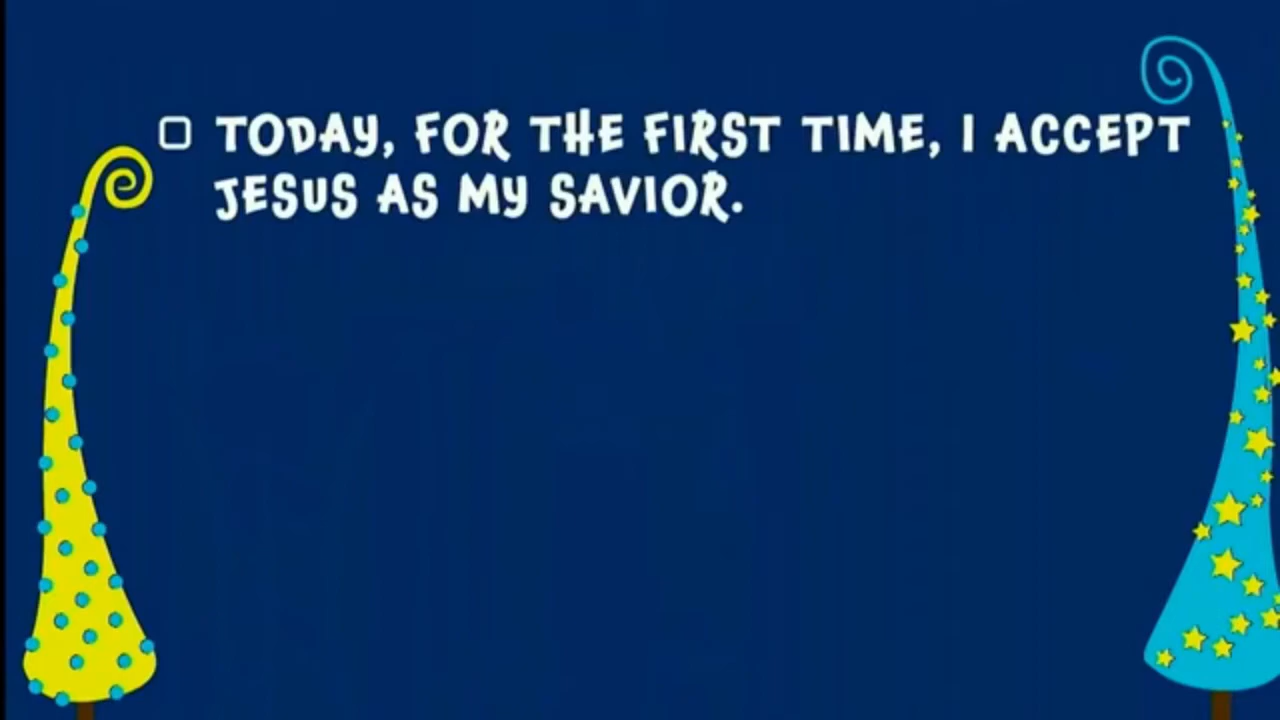 TODAY, FOR THE FIRST TIME, I ACCEPT
JESUS AS MY SAVIOR.